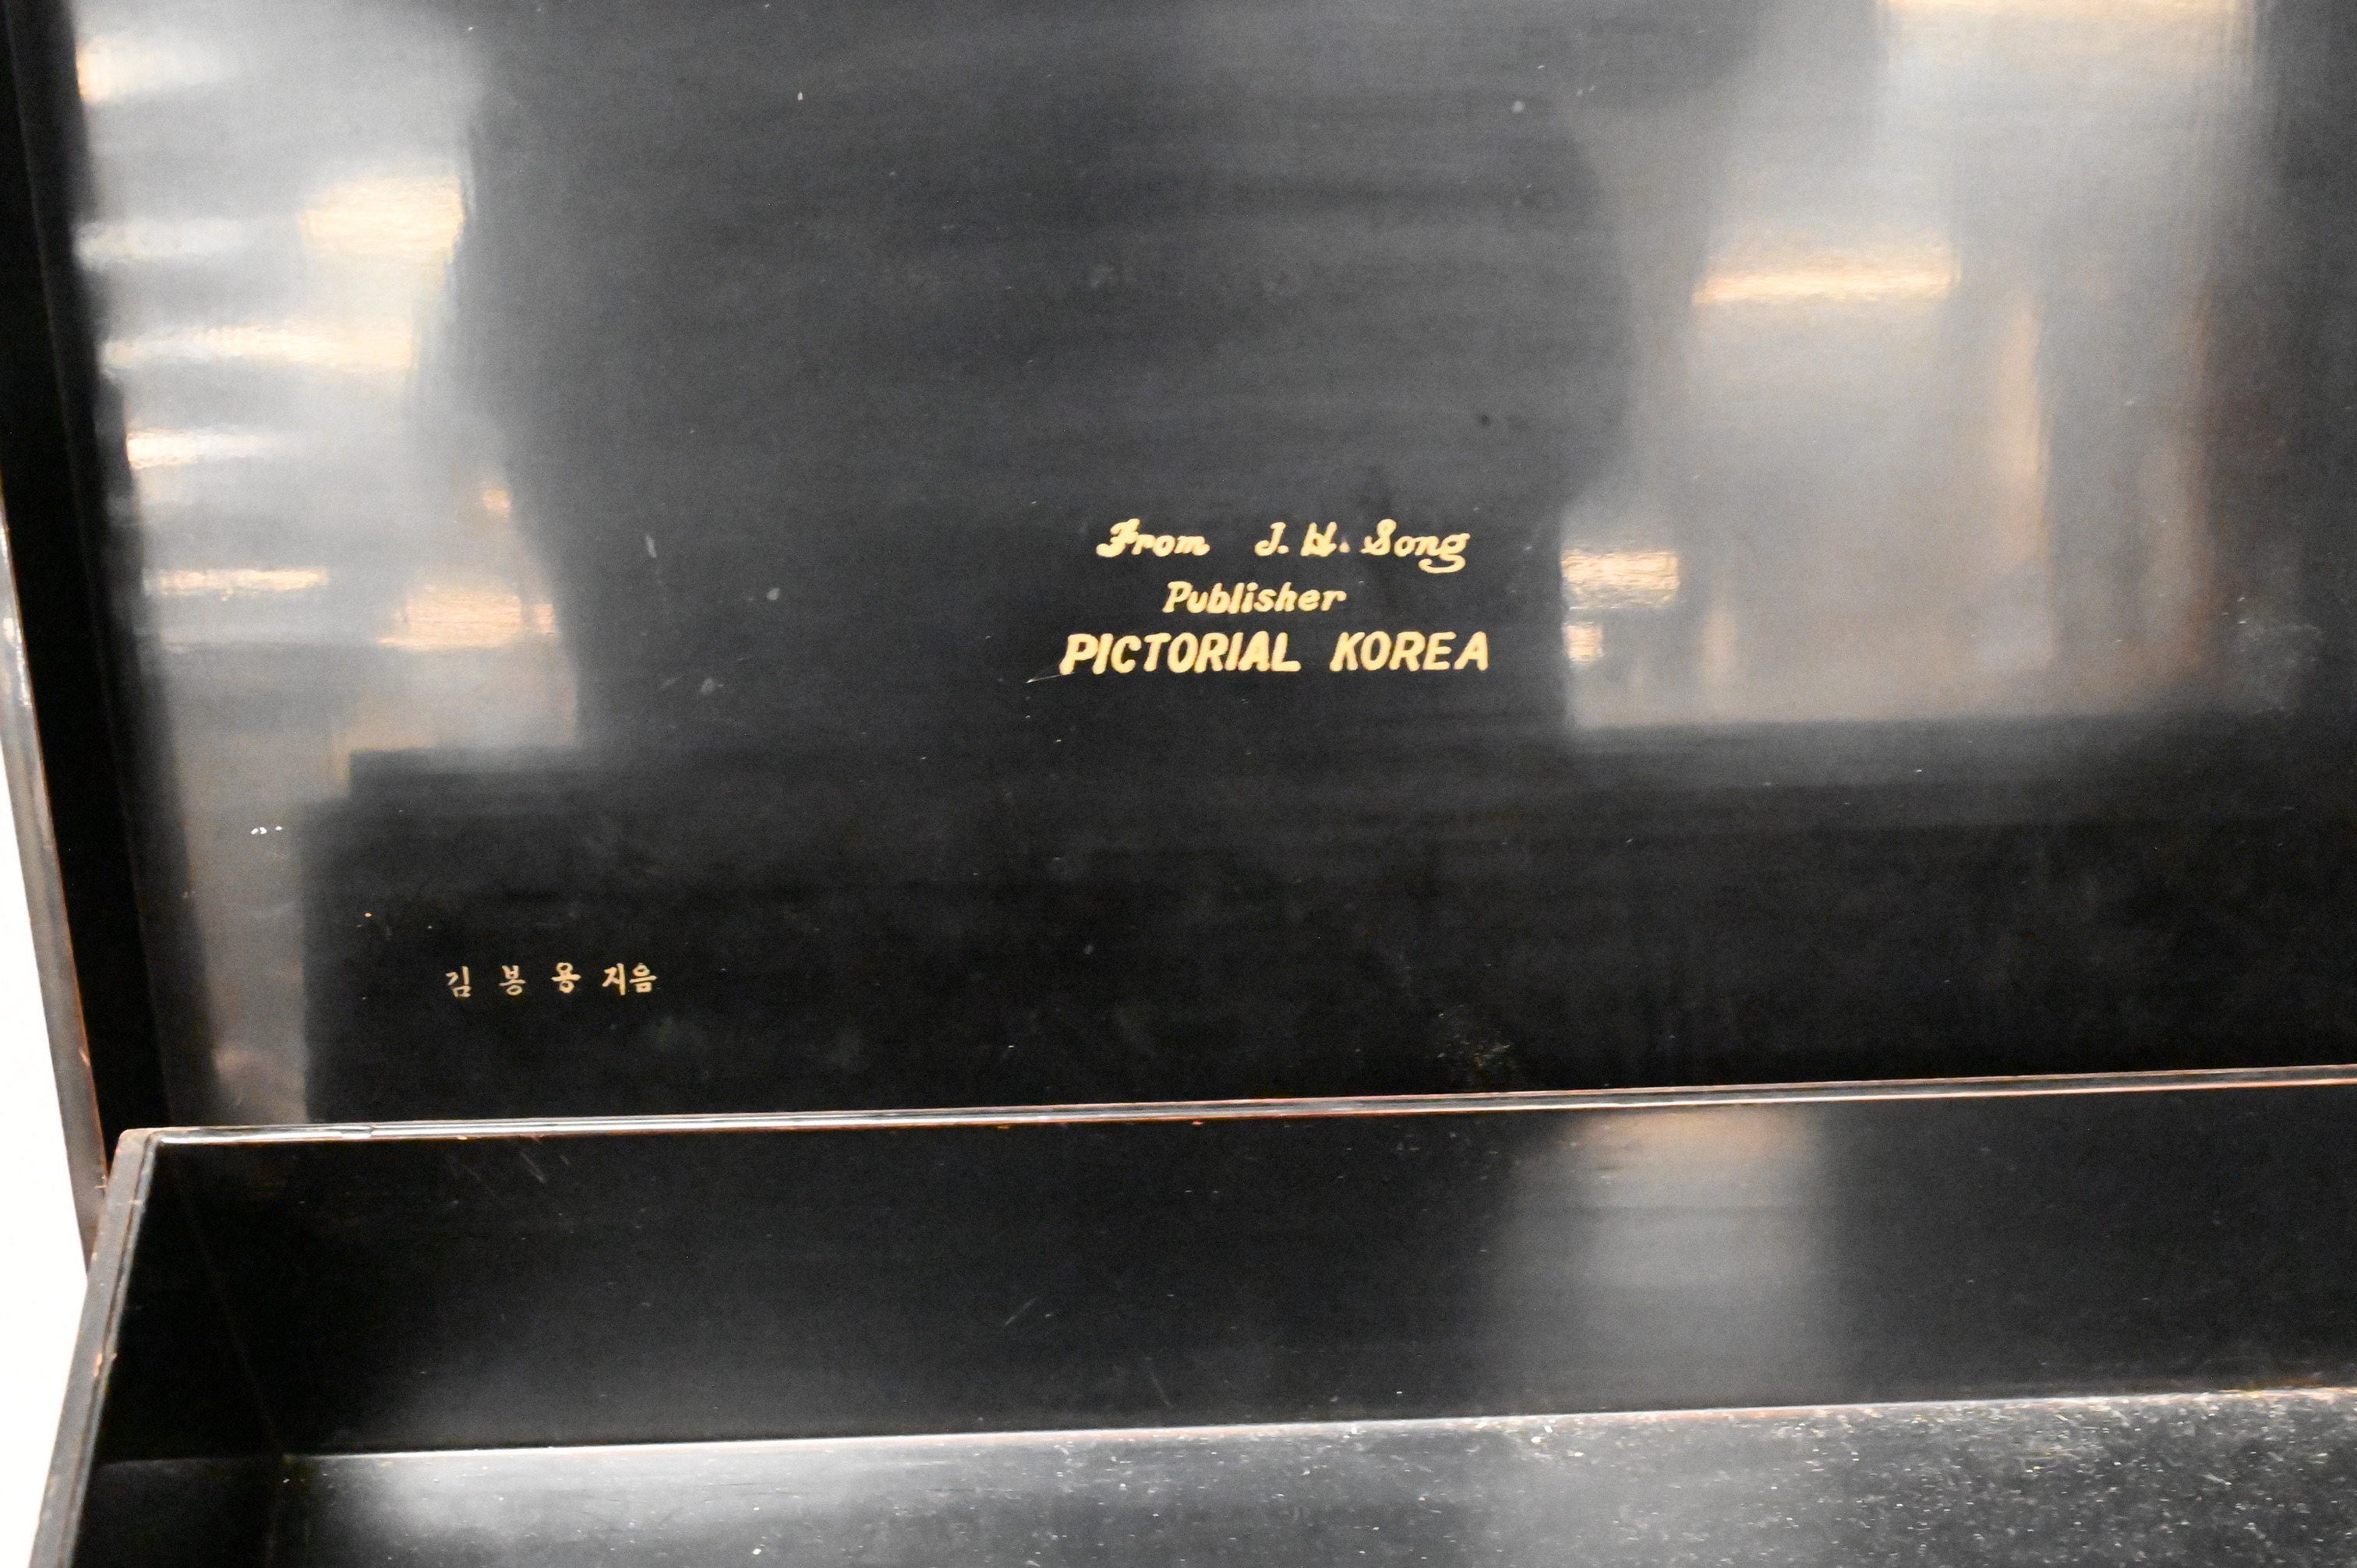 From J. H. Song
Publisher
PICTORIAL KOREA
김 봉 용 지음